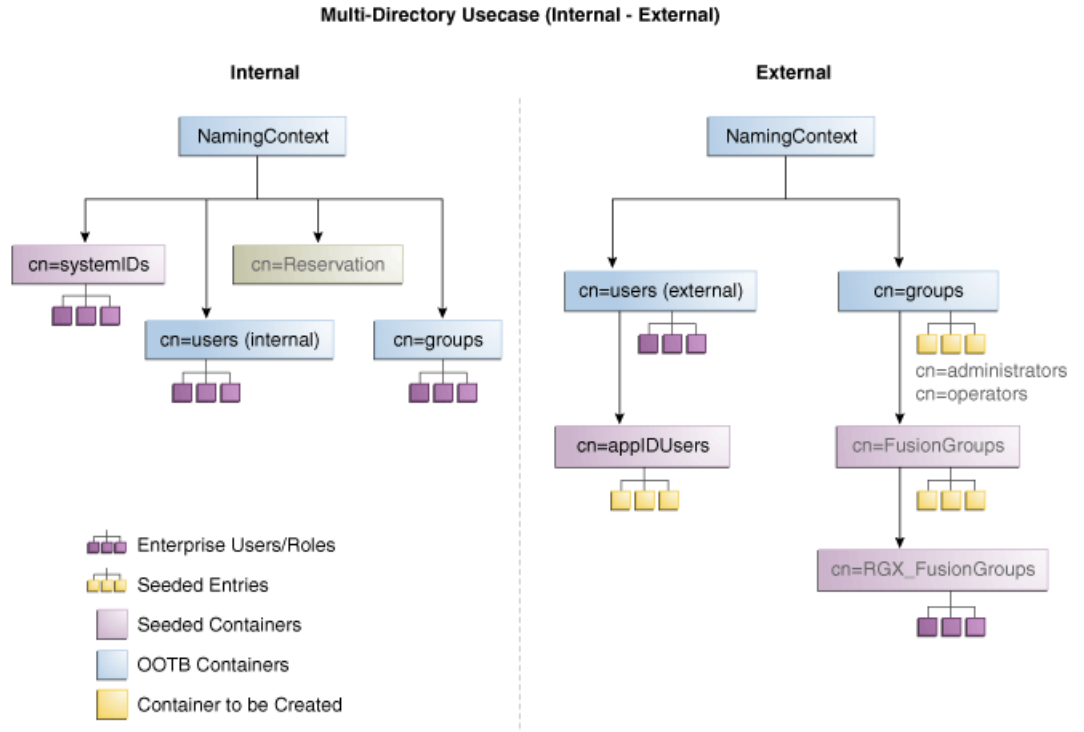 Multi-Directory Usecase (Internal - External)
Internal
NamingContext
cn=systemIDs
cn=Reservation
cn=users (internal)
cn=groups
External
NamingContext
cn=users (external)
cn=groups
cn=administrators
cn=operators
cn=appIDUsers
cn=FusionGroups
cn=RGX_FusionGroups
Enterprise Users/Roles
Seeded Entries
Seeded Containers
OOTB Containers
Container to be Created